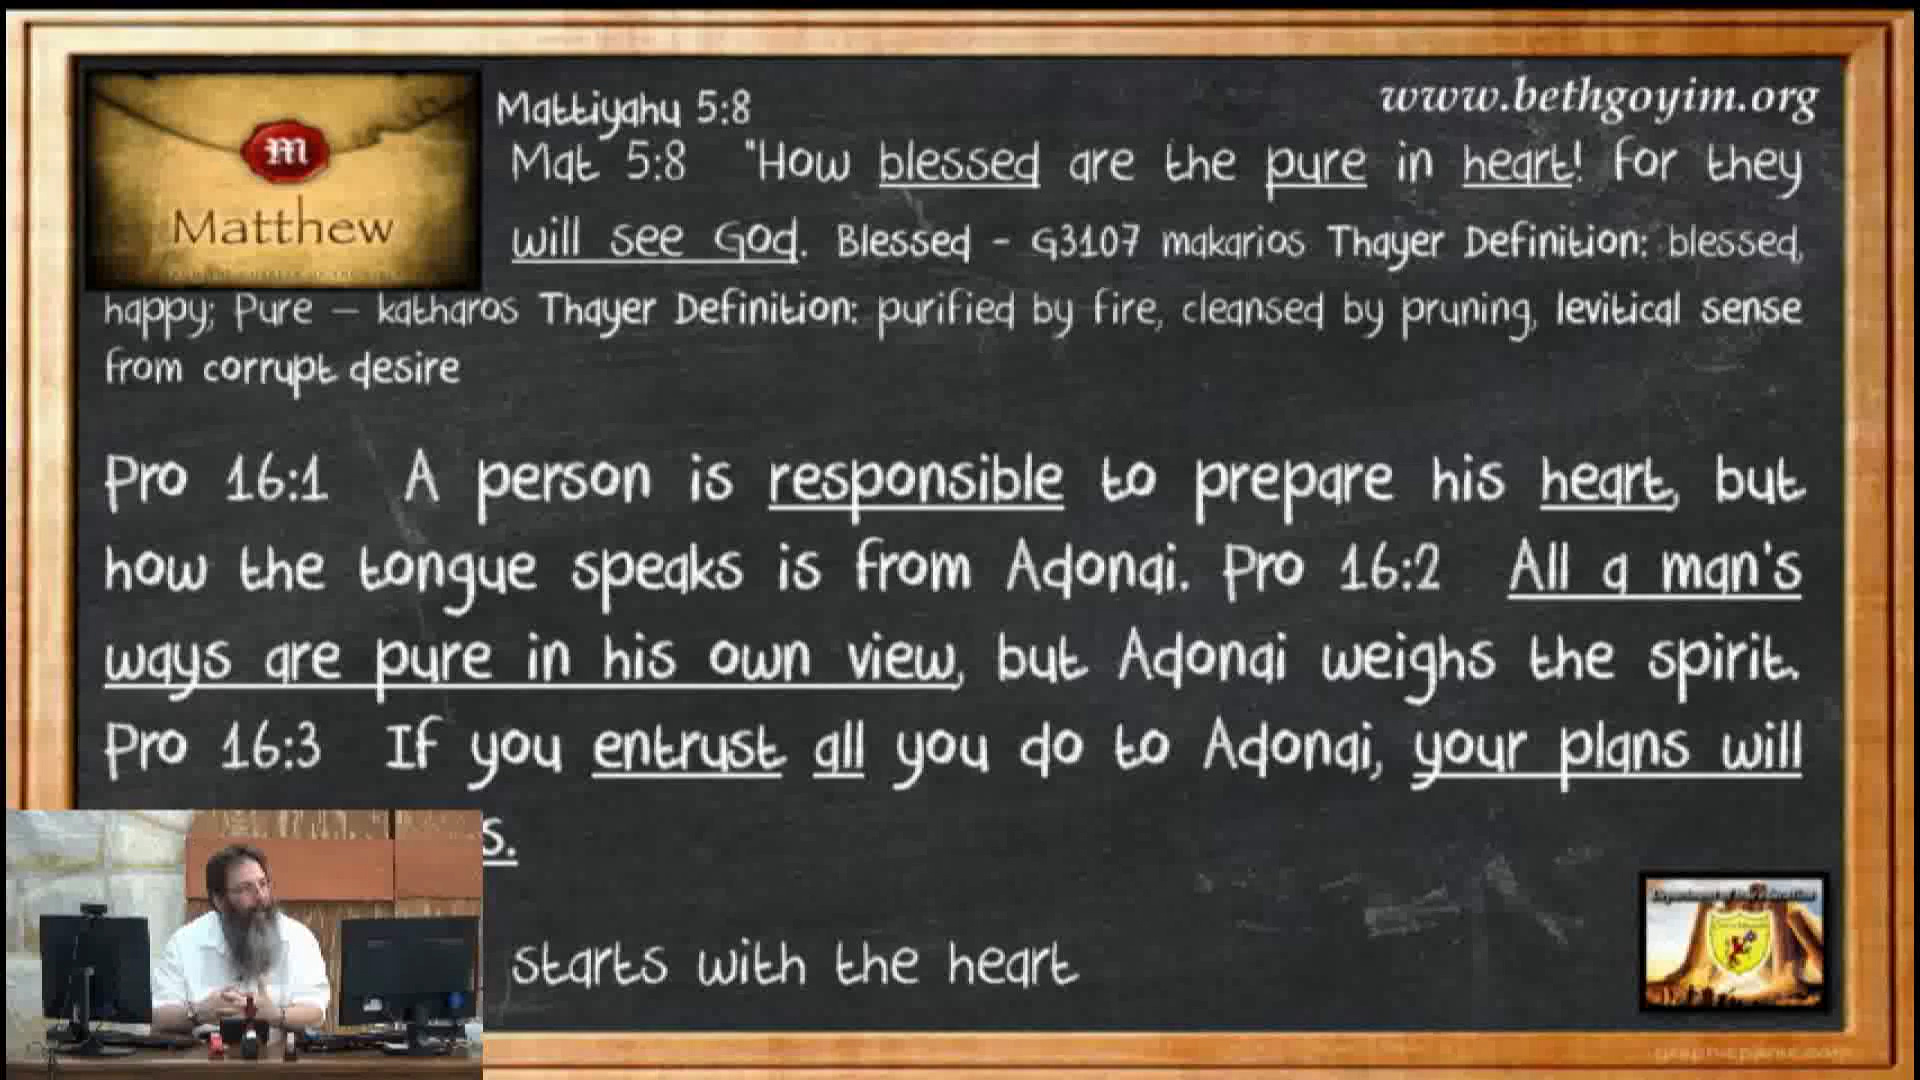 www.bethgoyim.org
M
Matthew
Mattiyahu 5:8
Mat 5:8 "How blessed are the pure in heart! for they
will see God. Blessed - G3107 makarios Thayer Definition: blessed,
happy; Pure – katharos Thayer Definition: purified by fire, cleansed by pruning, levitical sense
from corrupt desire
Pro 16:1 A person is responsible to prepare his heart, but
how the tongue speaks is from Adonai. Pro 16:2 All a man's
ways are pure in his own view, but Adonai weighs the spirit.
Pro 16:3 If you entrust all you do to Adonai, your plans will
s.
starts with the heart